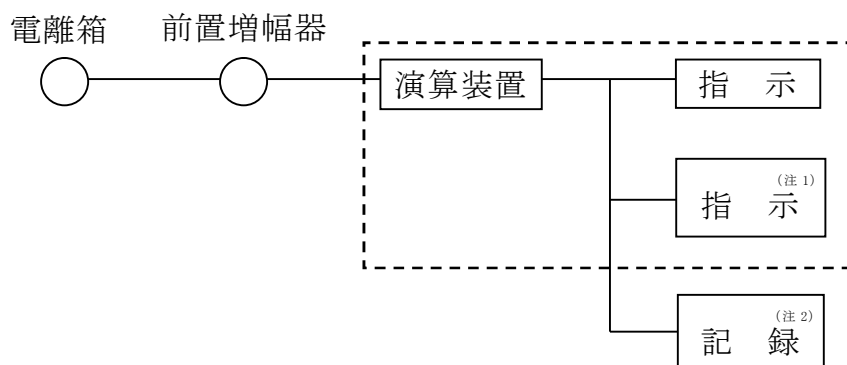 電離箱
前置増幅器
演算装置
指 示
(注 1)
指 示
(注 2)
記 録